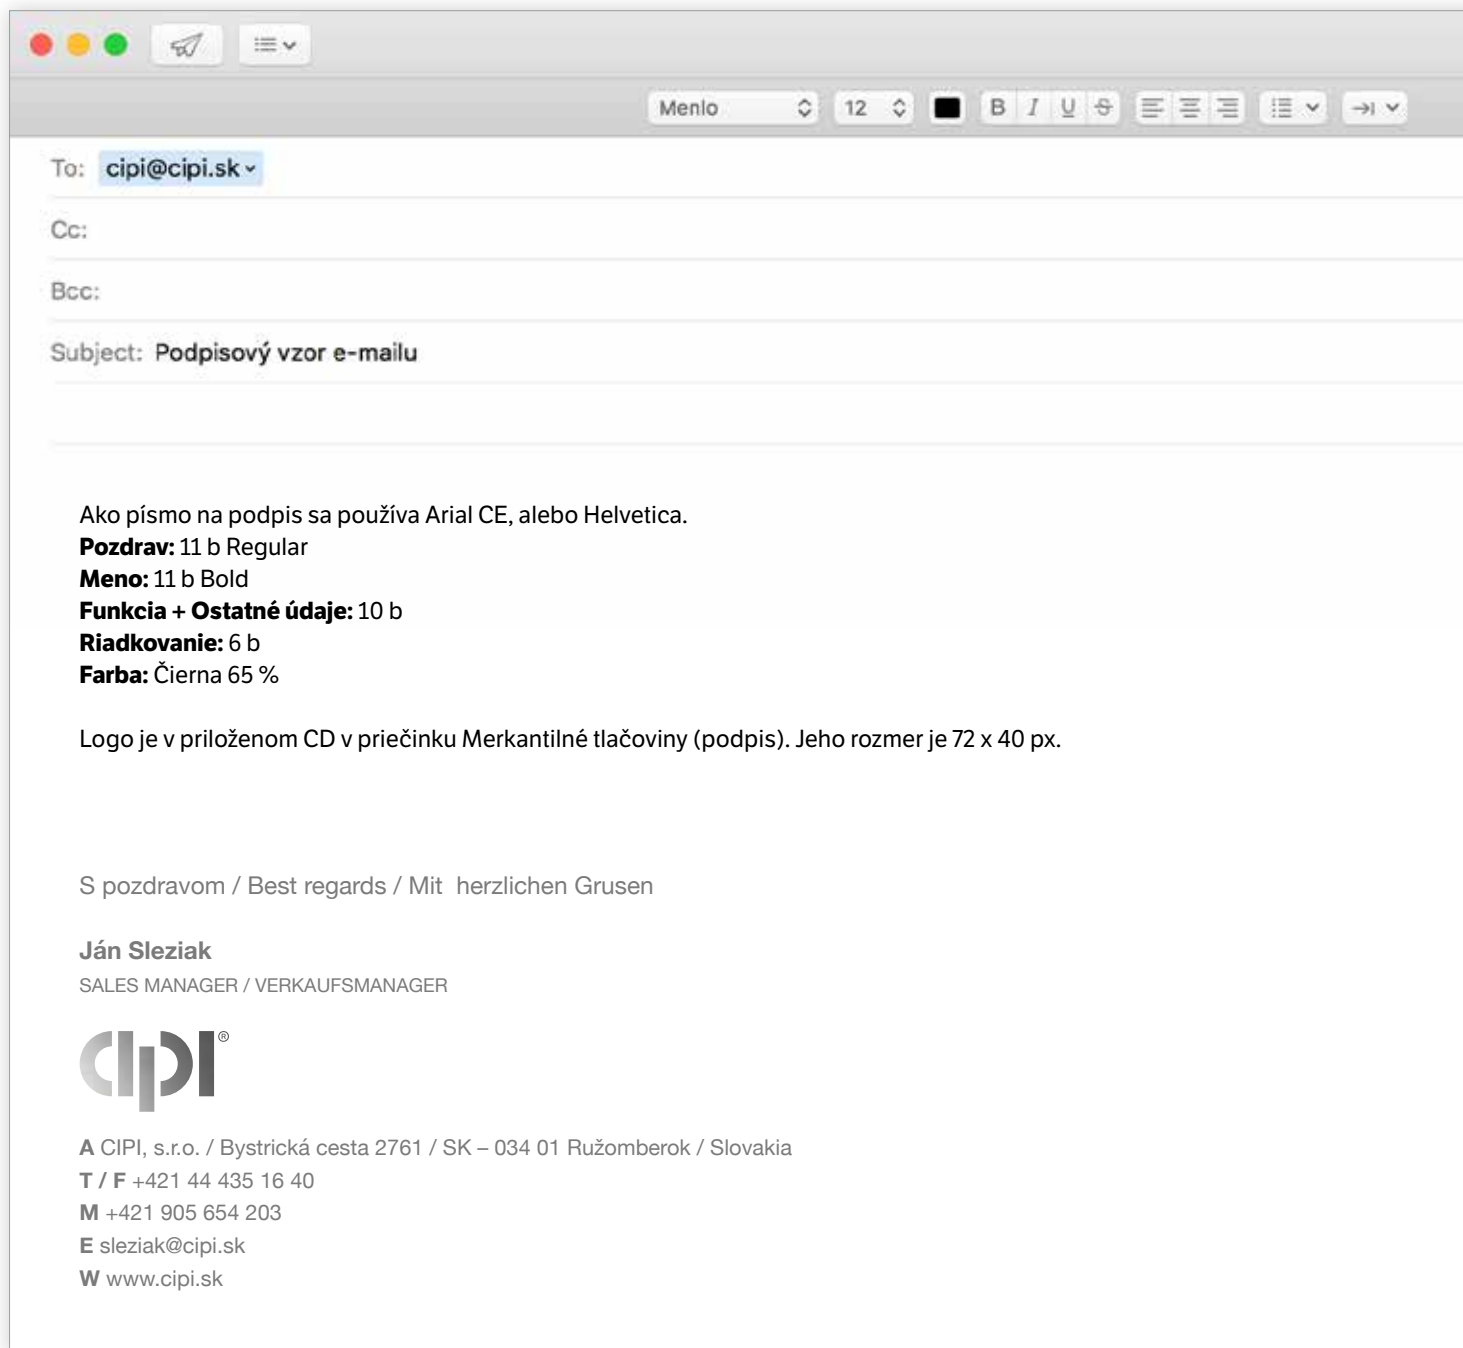 Menlo 12 B I U S
To: cipi@cipi.sk
Cc:
Bcc:
Subject: Podpisový vzor e-mailu
Ako písmo na podpis sa používa Arial CE, alebo Helvetica.
Pozdrav: 11 b Regular
Meno: 11 b Bold
Funkcia + Ostatné údaje: 10 b
Riadkovanie: 6 b
Farba: Čierna 65 %
Logo je v priloženom CD v priečinku Merkantilné tlačoviny (podpis). Jeho rozmer je 72 x 40 px.
S pozdravom / Best regards / Mit  herzlichen Grusen
Ján Sleziak
SALES MANAGER / VERKAUFSMANAGER
cipi®
A CIPI, s.r.o. / Bystrická cesta 2761 / SK – 034 01 Ružomberok / Slovakia
T / F +421 44 435 16 40
M +421 905 654 203
E sleziak@cipi.sk
W www.cipi.sk